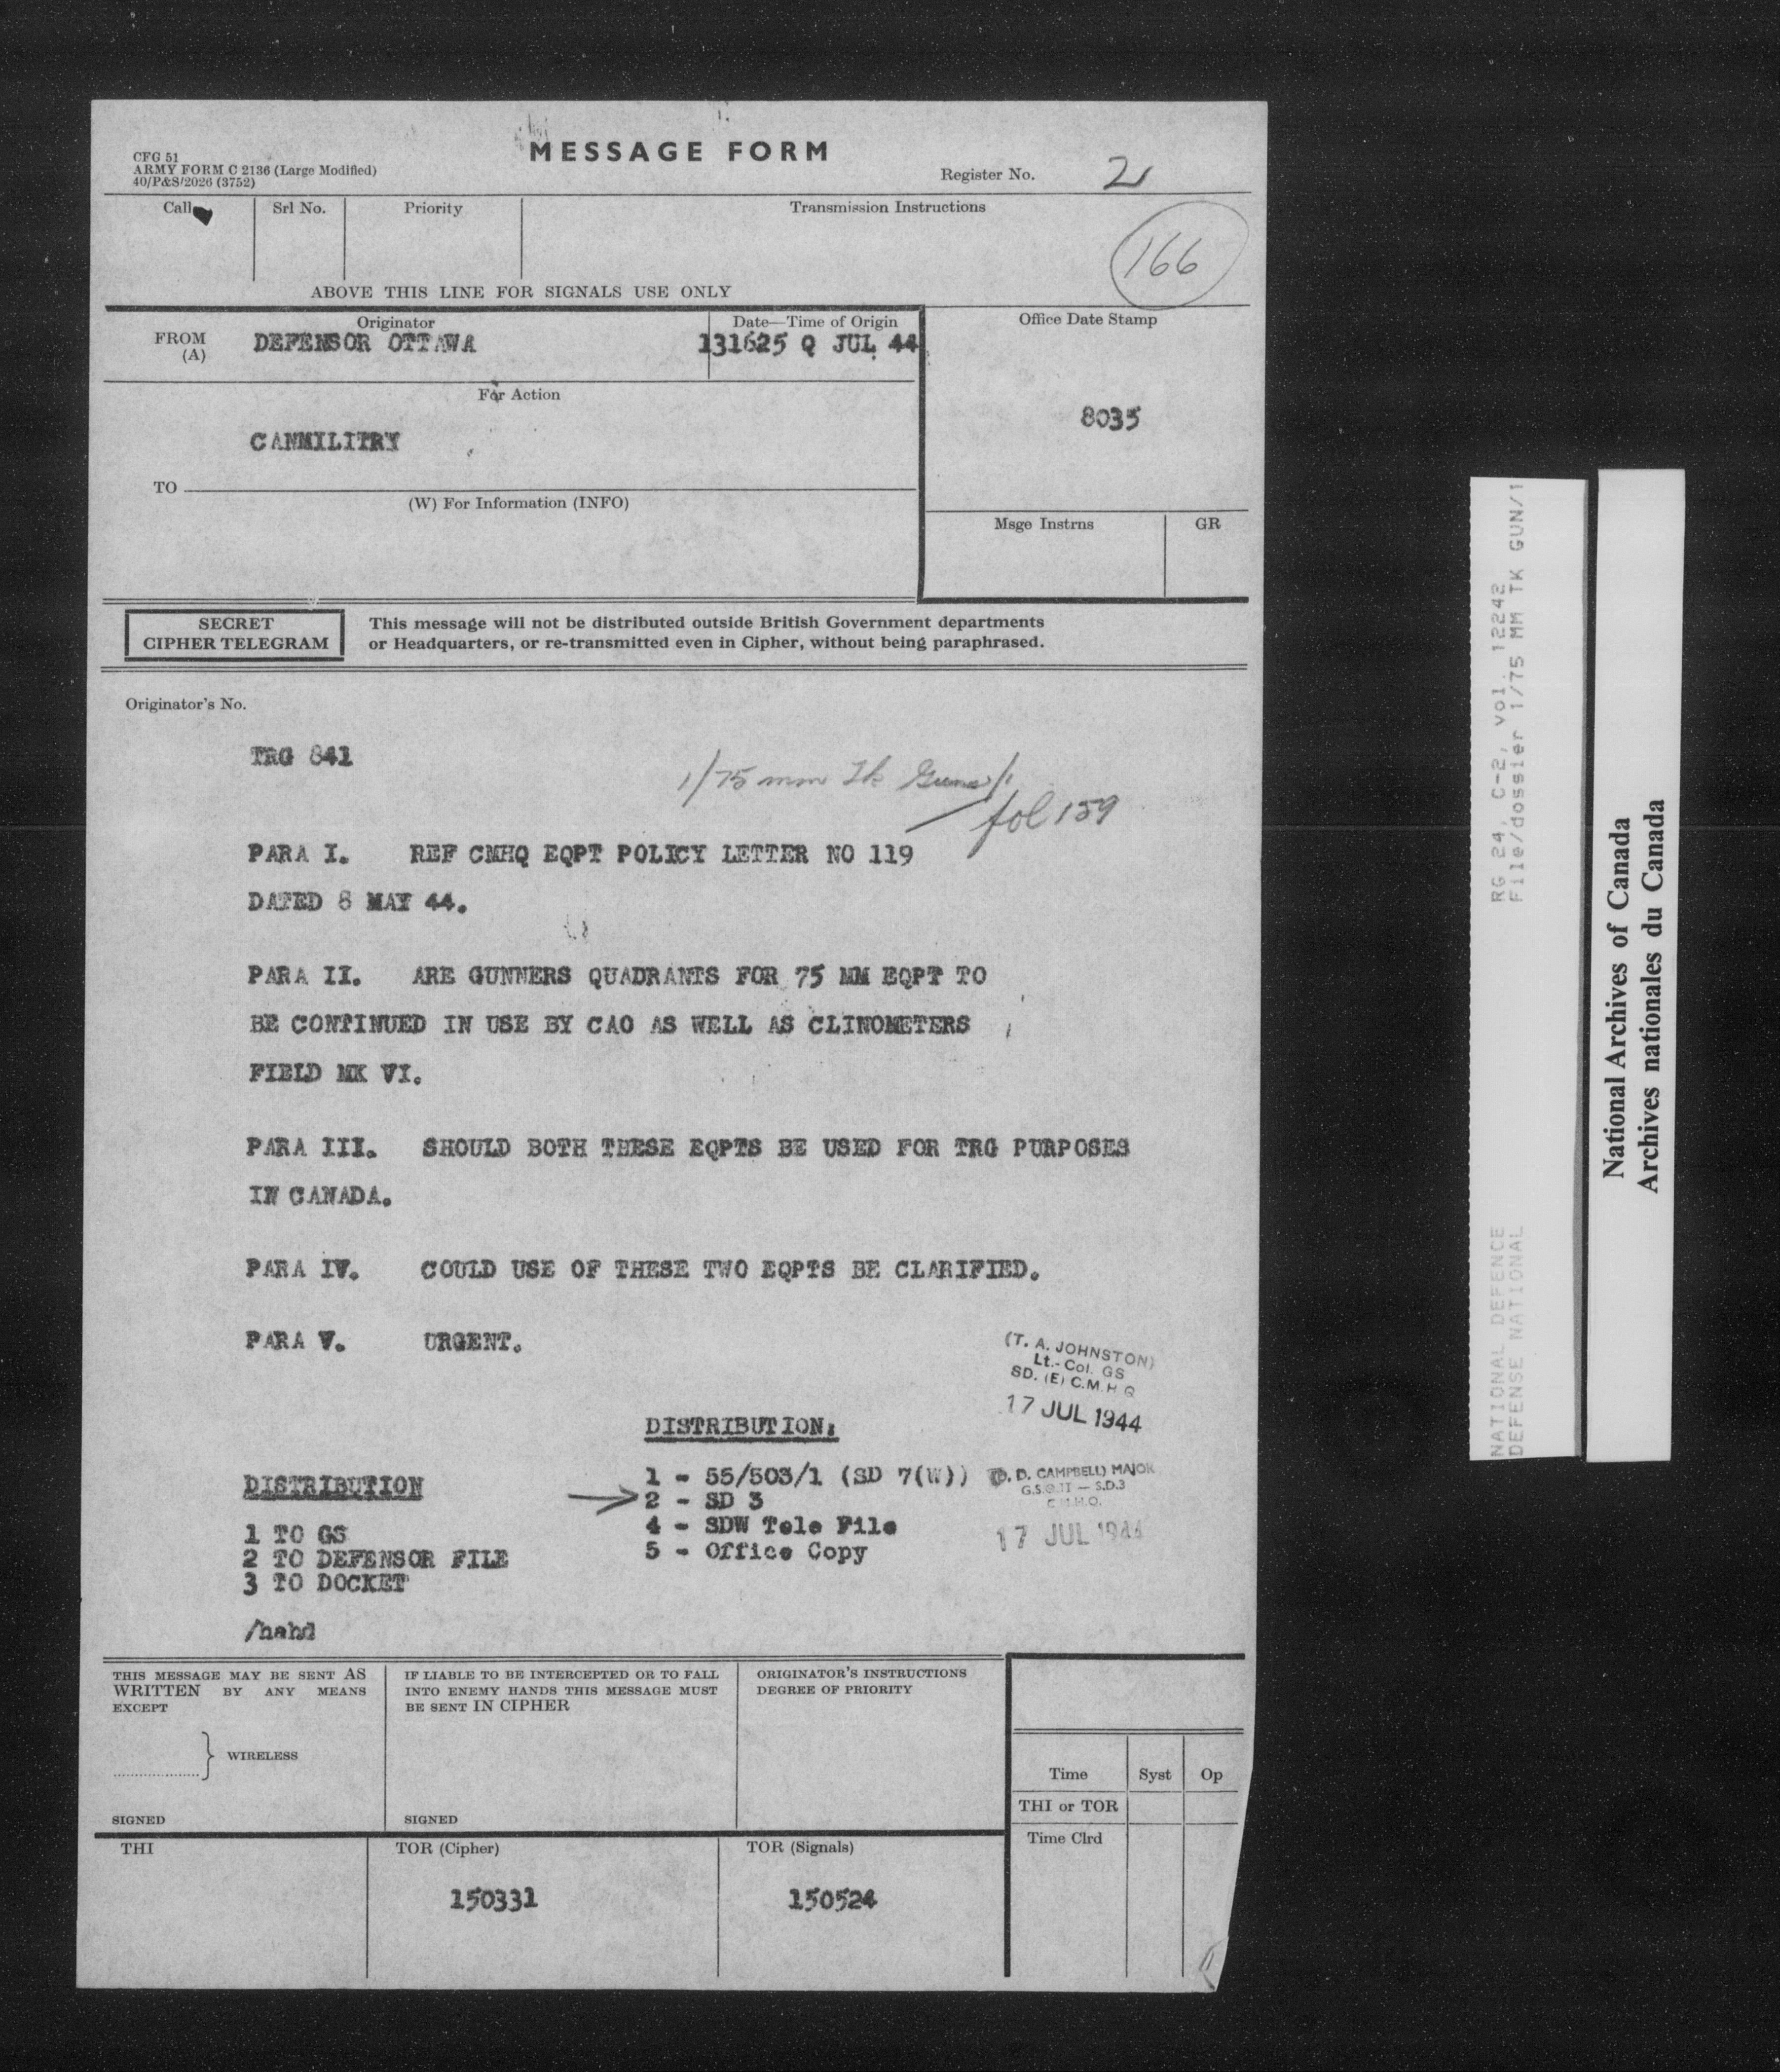 MESSAGE FORM
CFG 51
ARMY FORM C 2136 (Large Modified)
40/P&S/2026 (3752)
Register No.
Call
Srl No.
Priority
Transmission Instructions
166
ABOVE THIS LINE FOR SIGNALS USE ONLY
Originator
Date—Time of Origin
Office Date Stamp
FROM
(A)
DEFENSOR OTTAWA
131625 Q JUL 44
For Action
8035
CANMILITRY
TO
(W) For Information (INFO)
Msge Instrns
GR
SECRET
CIPHER TELEGRAM
This message will not be distributed outside British Government departments
or Headquarters, or re-transmitted even in Cipher, without being paraphrased.
Originator's No.
TRG 841
1/75 mm Tk Guns/1
fol 159
PARA I. REF CMHQ EQPT POLICY LETTER NO 119
DATED 8 MAY 44.
PARA II. ARE GUNNERS QUADRANTS FOR 75 MM EQPT TO
BE CONTINUED IN USE BY CAO AS WELL AS CLINOMETERS
FIELD MK VI.
PARA III. SHOULD BOTH THESE EQPTS BE USED FOR TRG PURPOSES
IN CANADA.
PARA IV. COULD USE OF THESE TWO EQPTS BE CLARIFIED.
PARA V. URGENT.
(T. A. JOHNSTON)
Lt.-Col. GS
SD. (E) C.M.H.Q
17 JUL 1944
DISTRIBUTION:
1 - 55/503/1 (SD 7(W))
2 - SD 3
4 - SDW Tele File
5 - Office Copy
D. CAMPBELL) MAJOR
G.S.O.II — S.D.3
C.M.H.Q.
17 JUL 1944
DISTRIBUTION
1 TO GS
2 TO DEFENSOR FILE
3 TO DOCKET
/hahd
THIS MESSAGE MAY BE SENT AS
WRITTEN BY ANY MEANS
EXCEPT
WIRELESS
SIGNED
IF LIABLE TO BE INTERCEPTED OR TO FALL
INTO ENEMY HANDS THIS MESSAGE MUST
BE SENT IN CIPHER
SIGNED
ORIGINATOR'S INSTRUCTIONS
DEGREE OF PRIORITY
Time
Syst
Op
THI or TOR
Time Clrd
THI
TOR (Cipher)
150331
TOR (Signals)
150524
NATIONAL DEFENCE
DEFENSE NATIONAL
RG 24, C-2, vol. 12242
File/dossier 1/75 MM TK GUN/1
National Archives of Canada
Archives nationales du Canada